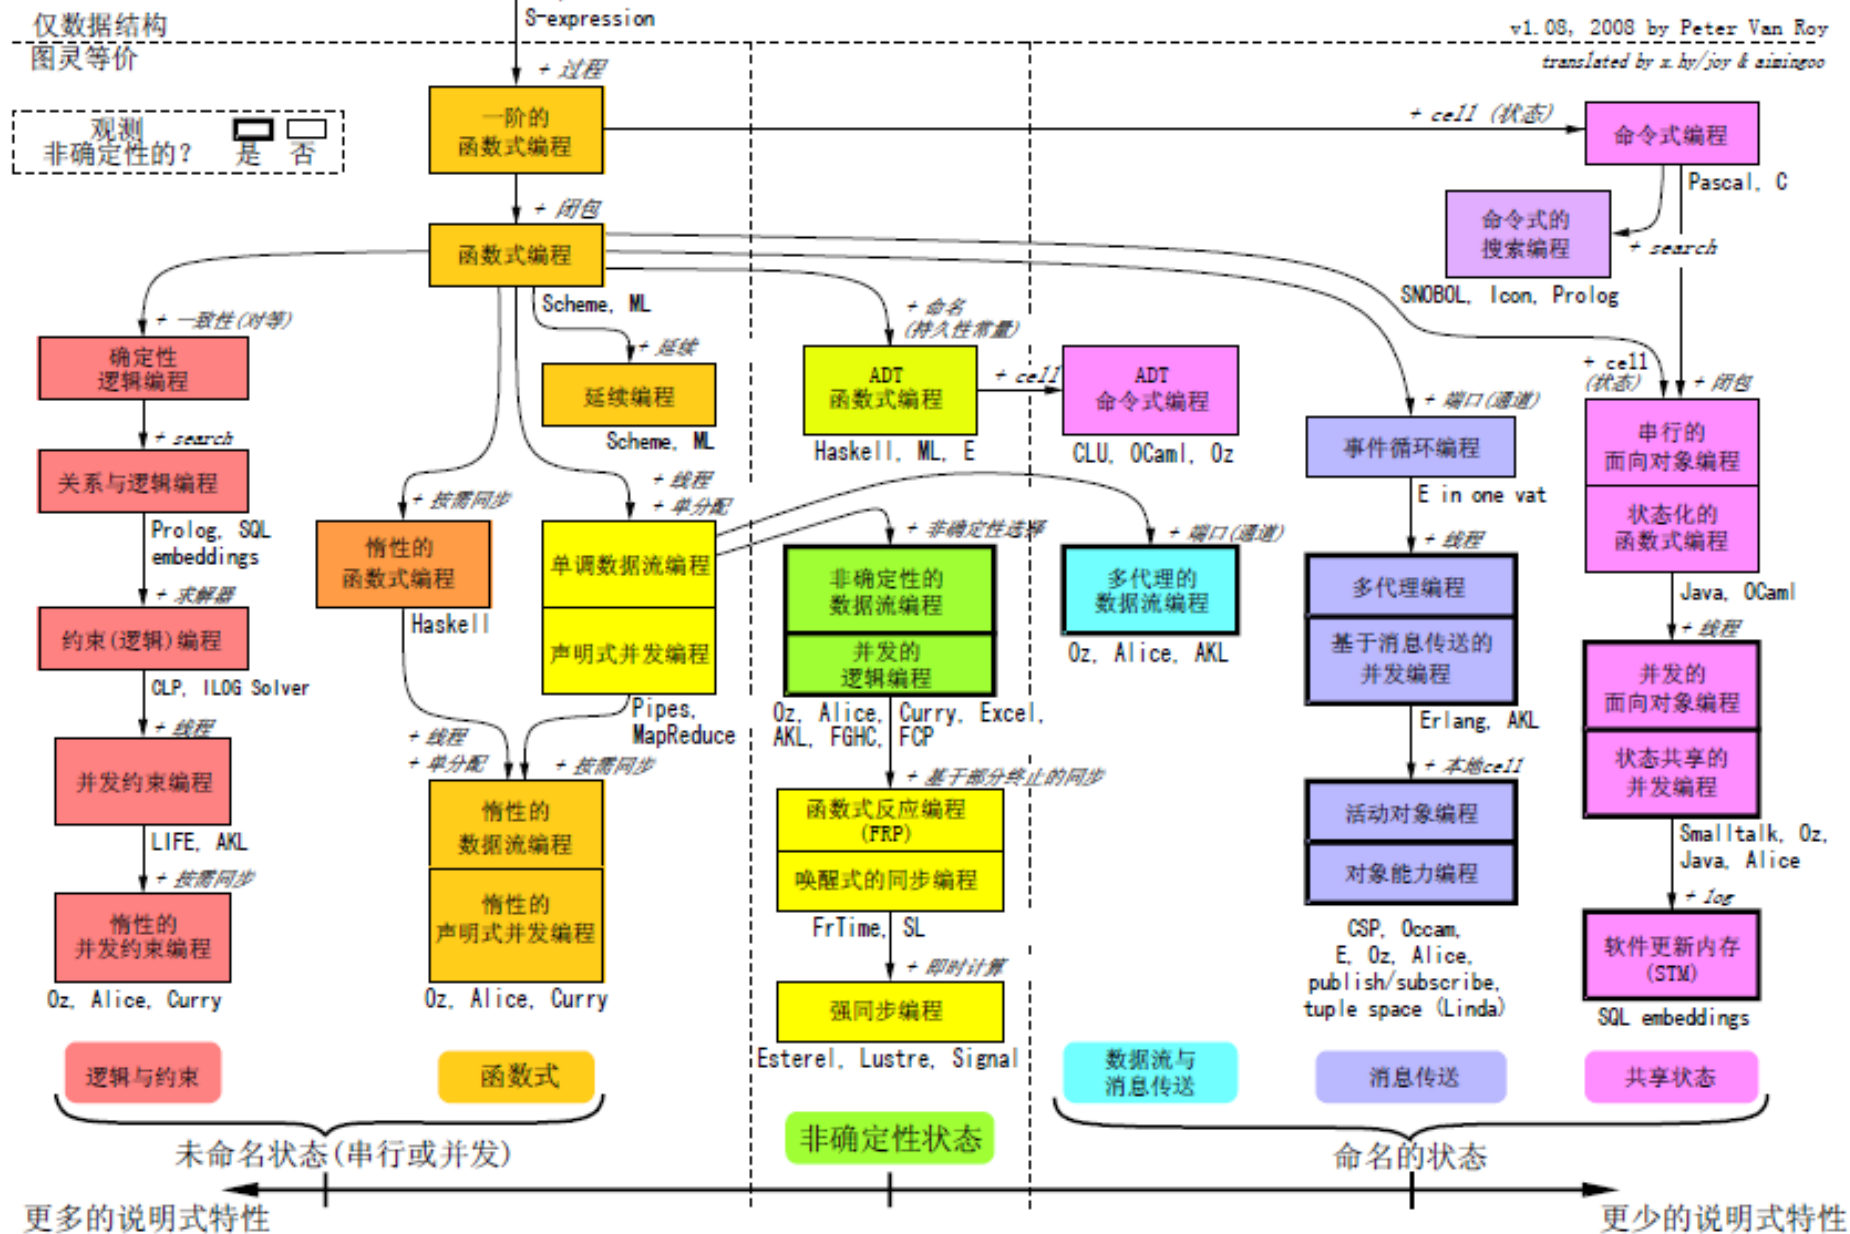 仅数据结构
S-expression
v1.08, 2008 by Peter Van Roy
图灵等价
translated by x.hy/joy & aimingoo
+ 过程
观测
非确定性的?
是
否
一阶的
函数式编程
+ cell (状态)
命令式编程
Pascal, C
+ 闭包
函数式编程
Scheme, ML
命令式的
搜索编程
+ search
SNOBOL, Icon, Prolog
+ 一致性(对等)
确定性
逻辑编程
+ 延续
延续编程
Scheme, ML
+ 命名
(持久性常量)
ADT
函数式编程
Haskell, ML, E
+ cell
ADT
命令式编程
CLU, OCaml, Oz
+ 端口(通道)
事件循环编程
E in one vat
+ cell
(状态)
+ 闭包
串行的
面向对象编程
状态化的
函数式编程
Java, OCaml
+ search
关系与逻辑编程
Prolog, SQL
embeddings
+ 按需同步
惰性的
函数式编程
Haskell
+ 线程
+ 单分配
单调数据流编程
声明式并发编程
Pipes,
MapReduce
+ 非确定性选择
非确定性的
数据流编程
并发的
逻辑编程
Oz, Alice, Curry, Excel,
AKL, FGHC, FCP
+ 端口(通道)
多代理的
数据流编程
Oz, Alice, AKL
+ 线程
多代理编程
基于消息传送的
并发编程
Erlang, AKL
+ 线程
并发的
面向对象编程
状态共享的
并发编程
Smalltalk, Oz,
Java, Alice
+ 求解器
约束(逻辑)编程
CLP, ILOG Solver
+ 线程
并发约束编程
LIFE, AKL
+ 按需同步
惰性的
并发约束编程
Oz, Alice, Curry
+ 线程
+ 单分配
+ 按需同步
惰性的
数据流编程
惰性的
声明式并发编程
Oz, Alice, Curry
+ 基于部分终止的同步
函数式反应编程
(FRP)
唤醒式的同步编程
FrTime, SL
+ 即时计算
强同步编程
Esterel, Lustre, Signal
+ 本地cell
活动对象编程
对象能力编程
CSP, Occam,
E, Oz, Alice,
publish/subscribe,
tuple space (Linda)
+ log
软件更新内存
(STM)
SQL embeddings
逻辑与约束
函数式
数据流与
消息传送
消息传送
共享状态
未命名状态(串行或并发)
非确定性状态
命名的状态
更多的说明式特性
更少的说明式特性